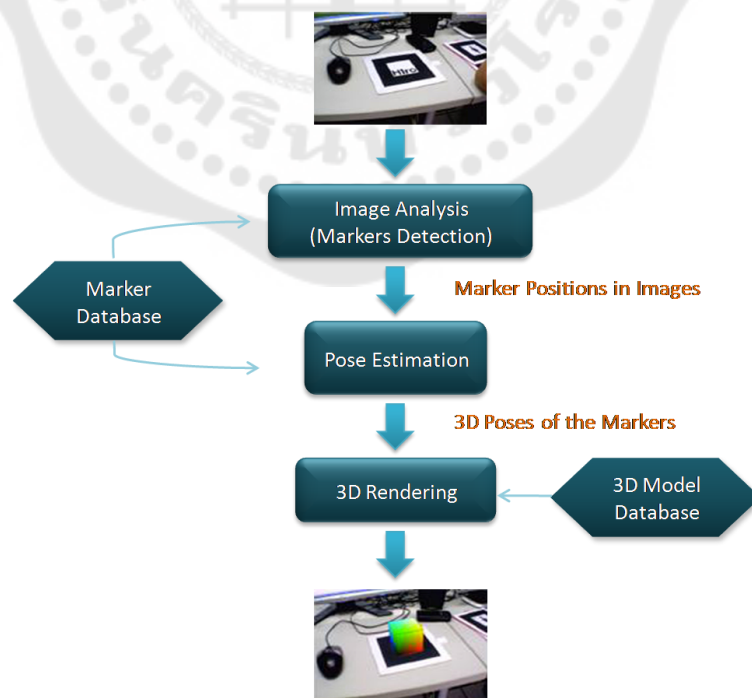 Image Analysis
(Markers Detection)
Marker
Database
Marker Positions in Images
Pose Estimation
3D Poses of the Markers
3D Rendering
3D Model
Database